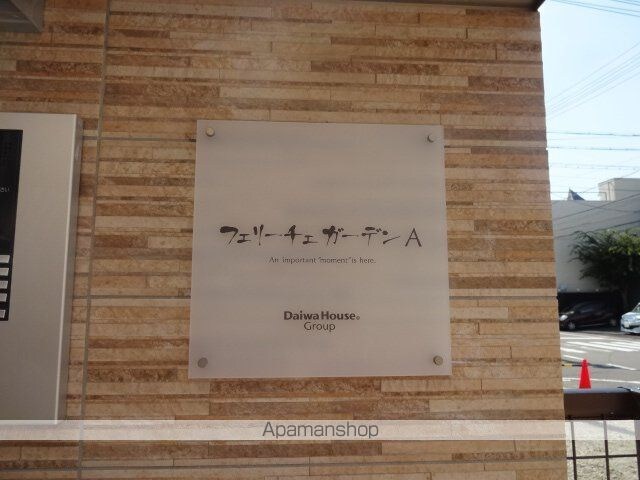 フェリーチェ ガーデン A
An important "moment" is here.
Daiwa House®
Group
Apamanshop